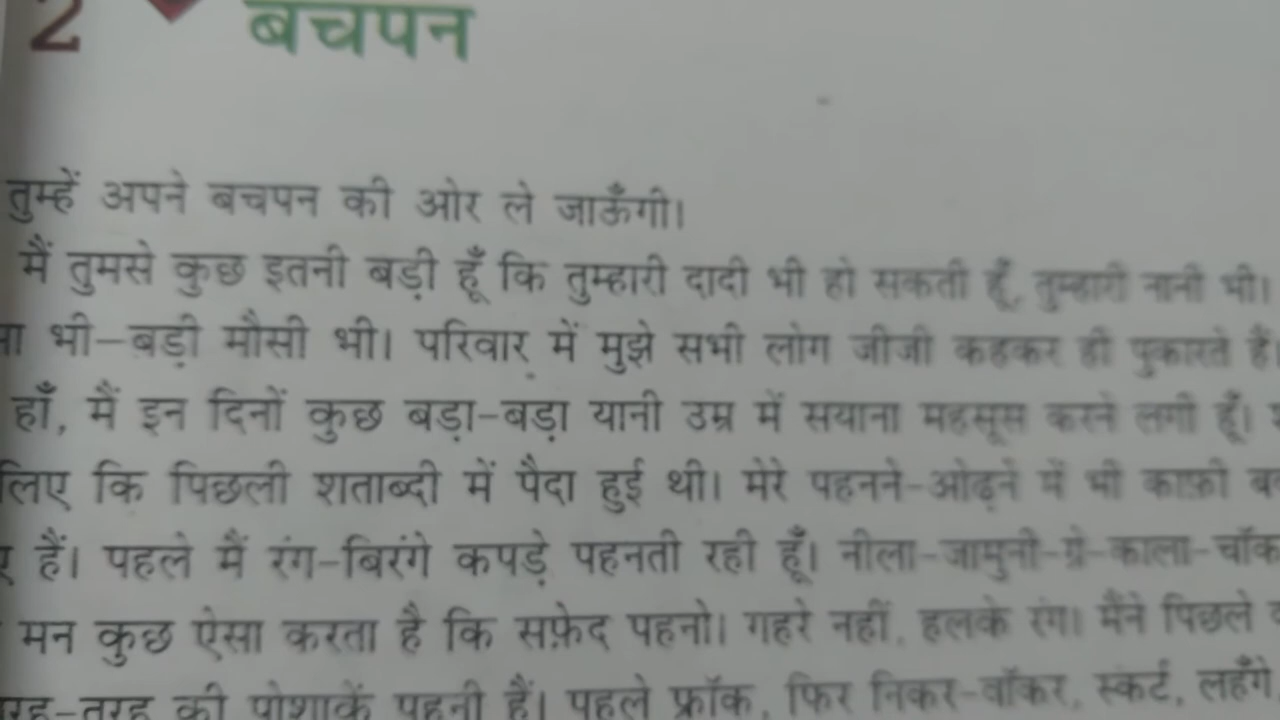 2 बचपन
तुम्हें अपने बचपन की ओर ले जाऊँगी।
मैं तुमसे कुछ इतनी बड़ी हूँ कि तुम्हारी दादी भी हो सकती हूँ, तुम्हारी नानी भी।
भी–बड़ी मौसी भी। परिवार में मुझे सभी लोग जीजी कहकर ही पुकारते हैं।
हाँ, मैं इन दिनों कुछ बड़ा-बड़ा यानी उम्र में सयाना महसूस करने लगी हूँ।
लिए कि पिछली शताब्दी में पैदा हुई थी। मेरे पहनने-ओढ़ने में भी काफ़ी
हैं। पहले मैं रंग-बिरंगे कपड़े पहनती रही हूँ। नीला-जामुनी-ग्रे-काला-चॉक
मन कुछ ऐसा करता है कि सफ़ेद पहनो। गहरे नहीं, हलके रंग। मैंने पिछले
रह-तरह की पोशाकें पहनी हैं। पहले फ्रॉक, फिर निकर-वॉकर, स्कर्ट, लहँगे